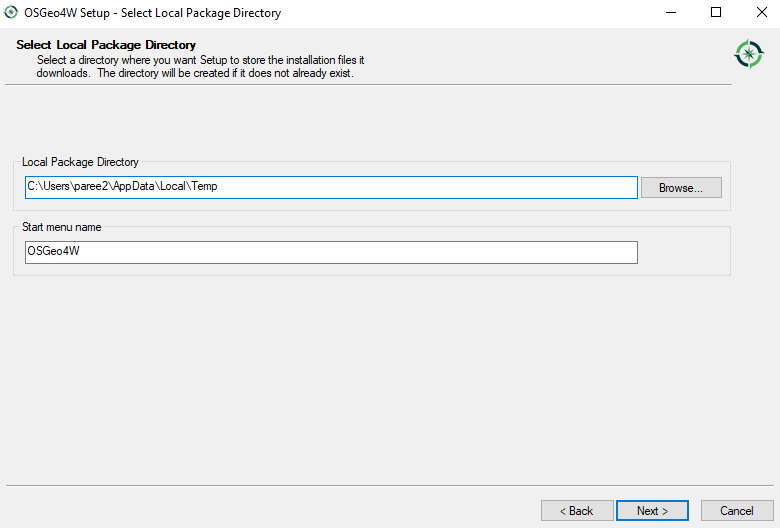 OSGeo4W Setup - Select Local Package Directory
Select Local Package Directory
Select a directory where you want Setup to store the installation files it
downloads. The directory will be created if it does not already exist.
Local Package Directory
C:\Users\paree2\AppData\Local\Temp
Browse...
Start menu name
OSGeo4W
< Back
Next >
Cancel